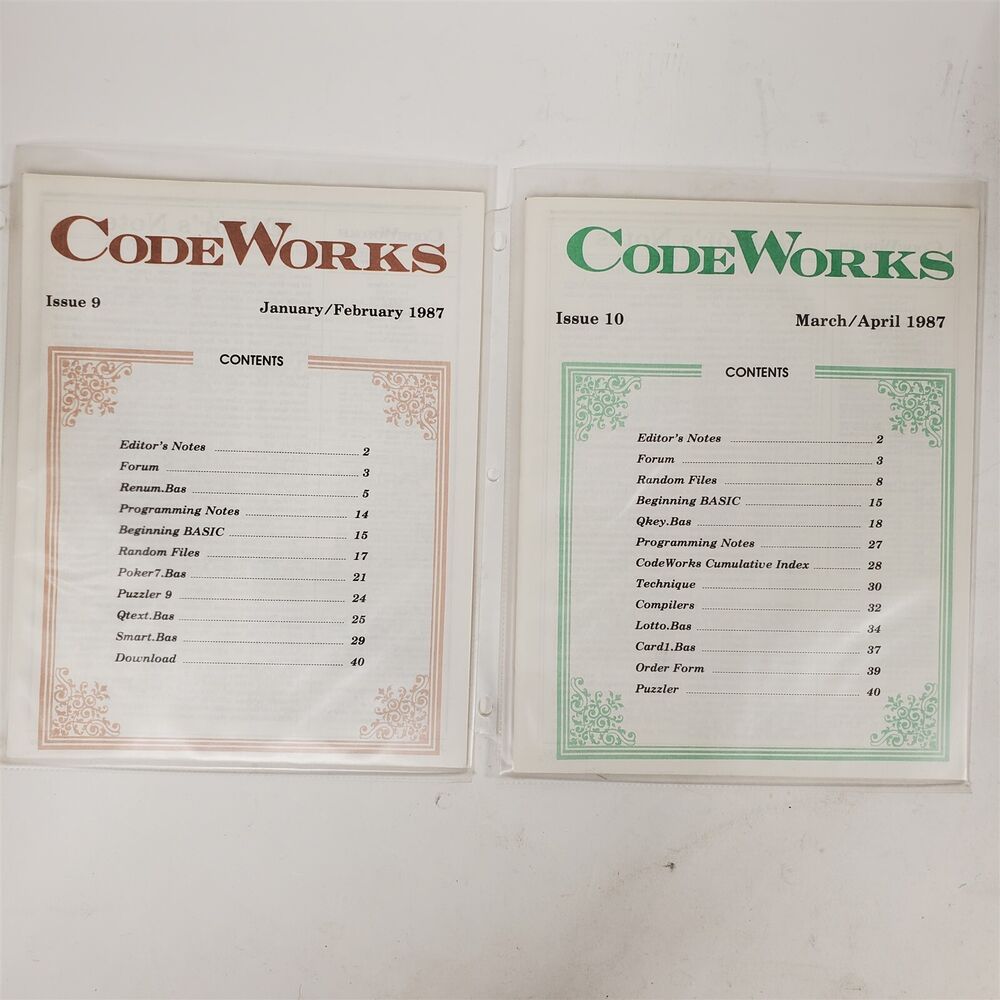 CODEWORKS
Issue 9 January/February 1987
CONTENTS
Editor's Notes 2
Forum 3
Renum.Bas 5
Programming Notes 14
Beginning BASIC 15
Random Files 17
Poker7.Bas 21
Puzzler 9 24
Qtext.Bas 25
Smart.Bas 29
Download 40
CODEWORKS
Issue 10 March/April 1987
CONTENTS
Editor's Notes 2
Forum 3
Random Files 8
Beginning BASIC 15
Qkey.Bas 18
Programming Notes 27
CodeWorks Cumulative Index 28
Technique 30
Compilers 32
Lotto.Bas 34
Card1.Bas 37
Order Form 39
Puzzler 40